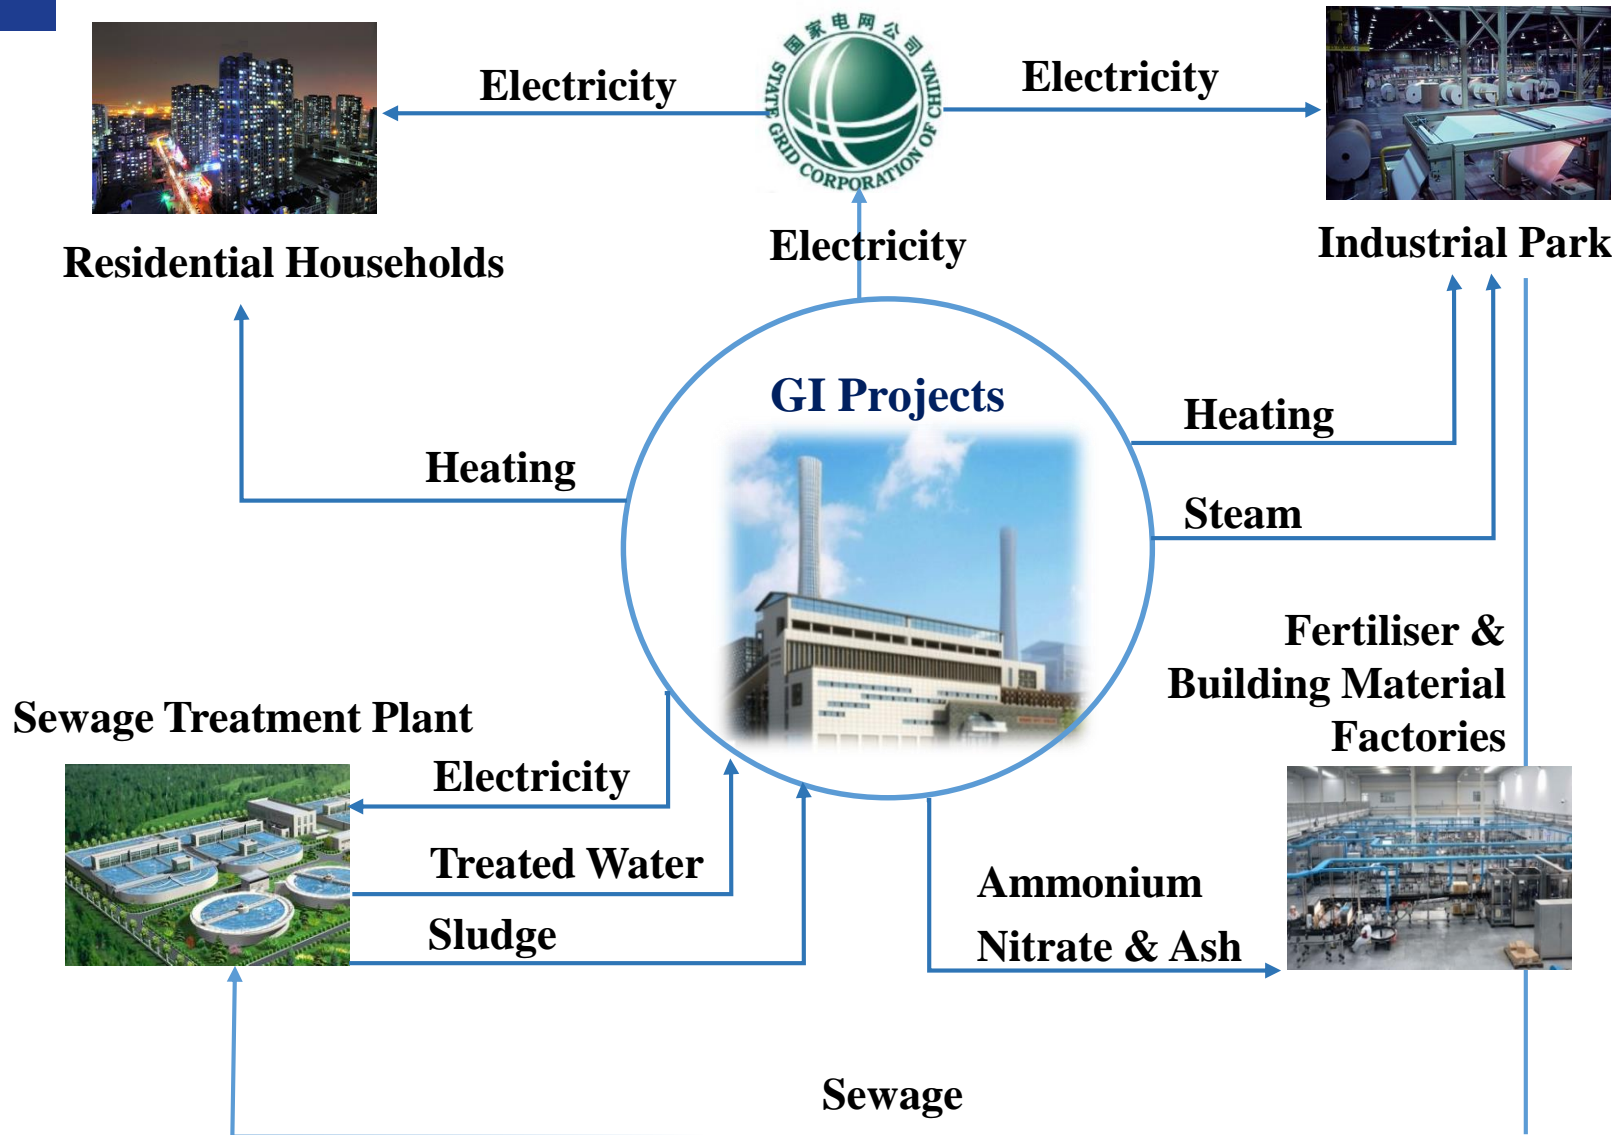 国家电网公司
STATE GRID CORPORATION OF CHINA
Electricity
Electricity
Residential Households
Electricity
Industrial Park
GI Projects
Heating
Heating
Steam
Fertiliser &
Building Material
Factories
Sewage Treatment Plant
Electricity
Treated Water
Sludge
Ammonium
Nitrate & Ash
Sewage